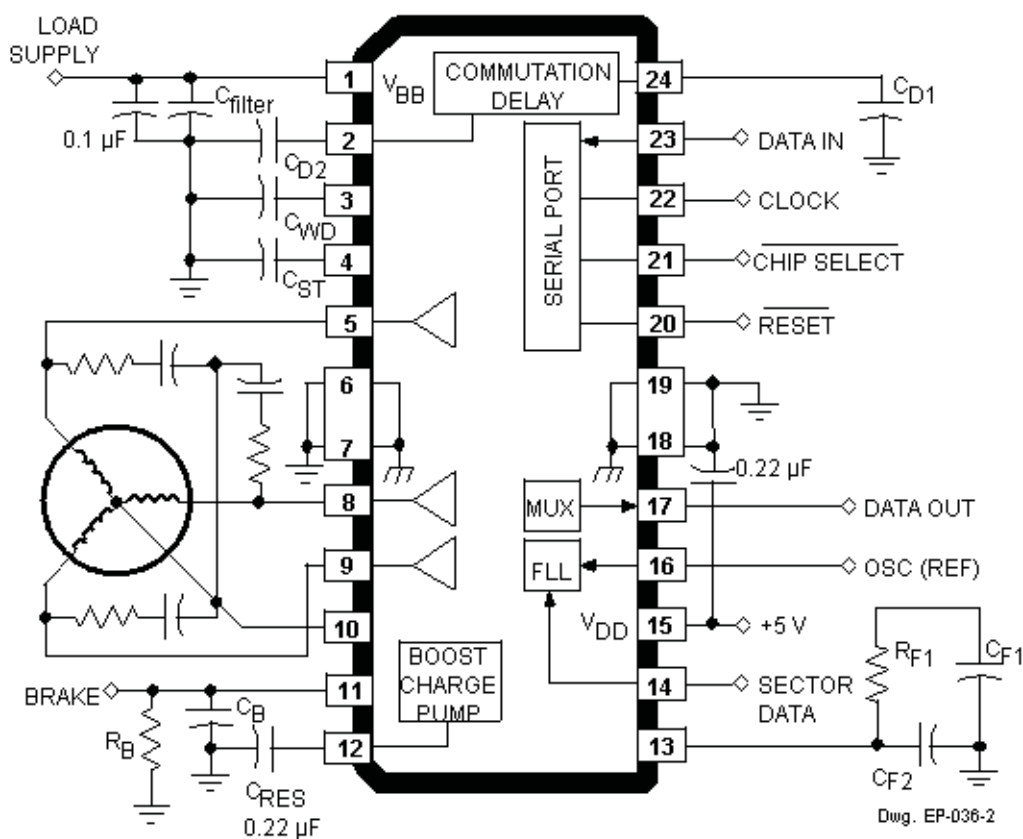 LOAD
SUPPLY
1
V_BB
COMMUTATION
DELAY
24
C_D1
0.1 µF
C_filter
2
C_D2
23
DATA IN
3
C_WD
SERIAL PORT
22
CLOCK
4
C_ST
21
CHIP SELECT
5
20
RESET
6
7
19
18
0.22 µF
8
MUX
17
DATA OUT
9
FLL
16
OSC (REF)
10
V_DD
15
+5 V
R_F1
C_F1
BRAKE
11
BOOST
CHARGE
PUMP
14
SECTOR
DATA
R_B
C_B
12
13
C_F2
C_RES
0.22 µF
Dwg. EP-036-2